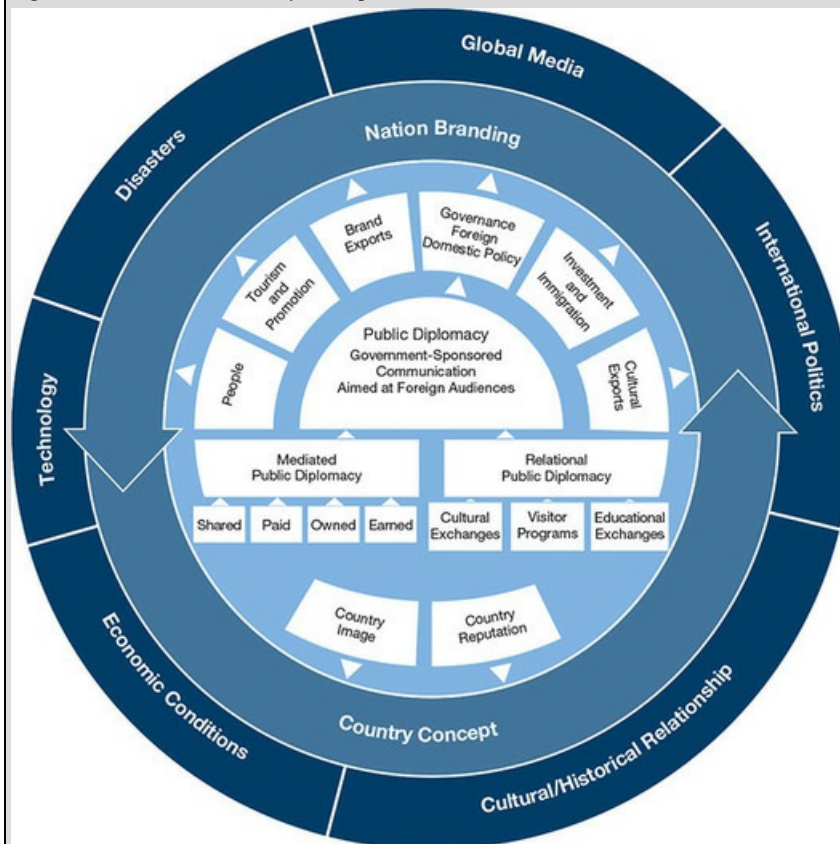 Global Media
Disasters
Nation Branding
International Politics
Technology
Brand
Exports
Governance
Foreign
Domestic Policy
Tourism
and
Promotion
Investment
and
Immigration
People
Cultural
Exports
Public Diplomacy
Government-Sponsored
Communication
Aimed at Foreign Audiences
Mediated
Public Diplomacy
Relational
Public Diplomacy
Shared
Paid
Owned
Earned
Cultural
Exchanges
Visitor
Programs
Educational
Exchanges
Country
Image
Country
Reputation
Country Concept
Economic Conditions
Cultural/Historical Relationship